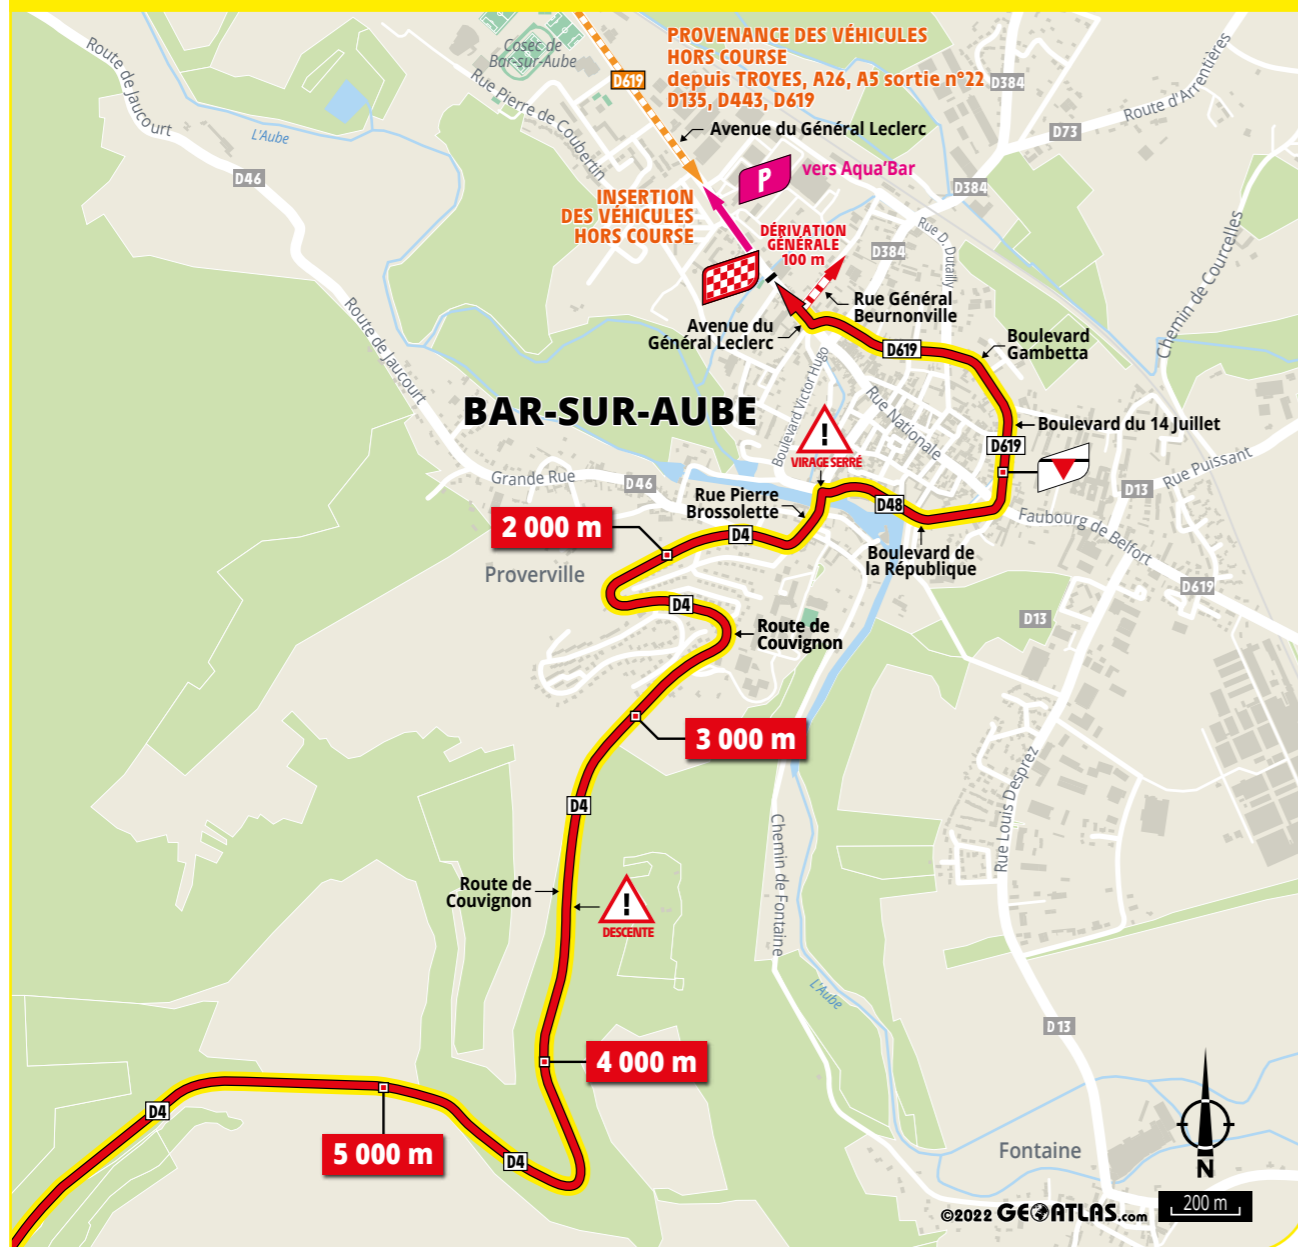 PROVENANCE DES VÉHICULES
HORS COURSE
depuis TROYES, A26, A5 sortie n°22
D135, D443, D619
Cosec de
Bar-sur-Aube
Route de Jaucourt
Rue Pierre de Coubertin
D619
D384
Route d'Arrentières
D73
L'Aube
Avenue du Général Leclerc
D46
P
vers Aqua'Bar
D384
INSERTION
DES VÉHICULES
HORS COURSE
DÉRIVATION
GÉNÉRALE
100 m
Rue D. Dutailly
D384
Chemin de Courcelles
Rue Général
Beurnonville
Avenue du
Général Leclerc
D619
Boulevard
Gambetta
Route de Jaucourt
Boulevard Victor Hugo
Rue Nationale
BAR-SUR-AUBE
Boulevard du 14 Juillet
D619
!
VIRAGE SERRÉ
Rue Puissant
D13
Grande Rue
D46
Rue Pierre
Brossolette
D48
Faubourg de Belfort
2 000 m
D4
Boulevard de
la République
Proverville
D619
D4
D13
Route de
Couvignon
3 000 m
D4
Rue Louis Desprez
Chemin de Fontaine
Route de
Couvignon
!
DESCENTE
L'Aube
D13
4 000 m
D4
5 000 m
D4
Fontaine
N
©2022 GEOATLAS.com
200 m